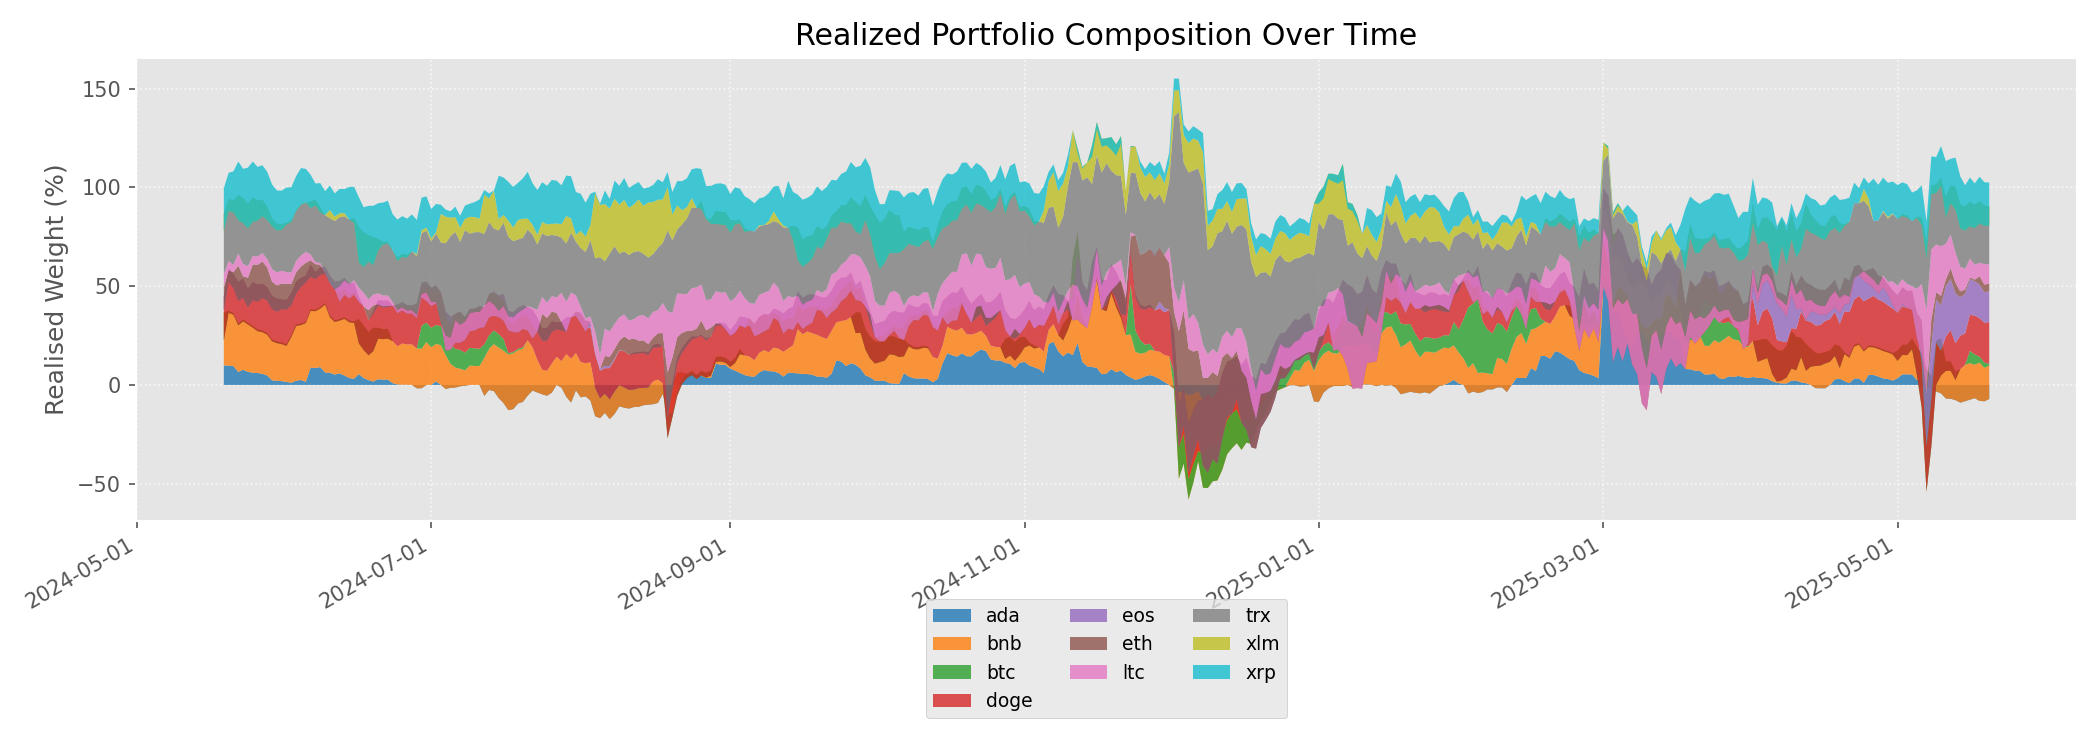 Realized Portfolio Composition Over Time
Realised Weight (%)
150
100
50
0
−50
2024-05-01
2024-07-01
2024-09-01
2024-11-01
2025-01-01
2025-03-01
2025-05-01
ada
bnb
btc
doge
eos
eth
ltc
trx
xlm
xrp